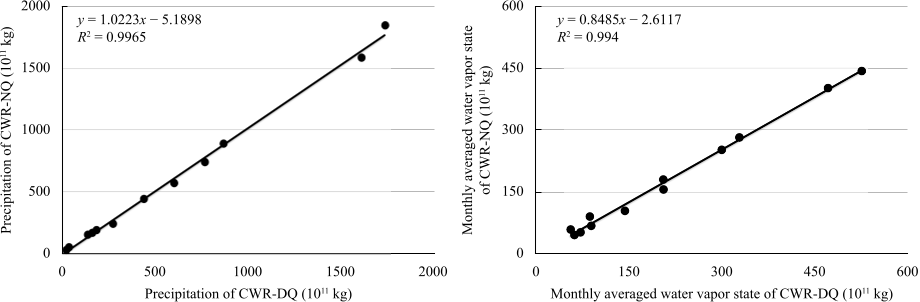 y = 1.0223x − 5.1898
R² = 0.9965
Precipitation of CWR-NQ (10¹¹ kg)
2000
1500
1000
500
0
0 500 1000 1500 2000
Precipitation of CWR-DQ (10¹¹ kg)
y = 0.8485x − 2.6117
R² = 0.994
Monthly averaged water vapor state
of CWR-NQ (10¹¹ kg)
600
450
300
150
0
0 150 300 450 600
Monthly averaged water vapor state of CWR-DQ (10¹¹ kg)